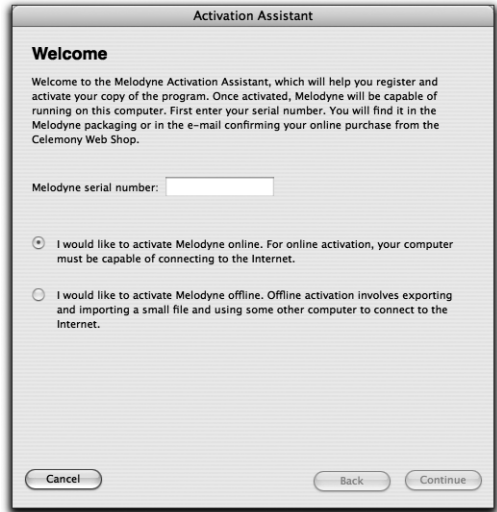 Activation Assistant
Welcome
Welcome to the Melodyne Activation Assistant, which will help you register and
activate your copy of the program. Once activated, Melodyne will be capable of
running on this computer. First enter your serial number. You will find it in the
Melodyne packaging or in the e-mail confirming your online purchase from the
Celemony Web Shop.
Melodyne serial number:
I would like to activate Melodyne online. For online activation, your computer
must be capable of connecting to the Internet.
I would like to activate Melodyne offline. Offline activation involves exporting
and importing a small file and using some other computer to connect to the
Internet.
Cancel Back Continue